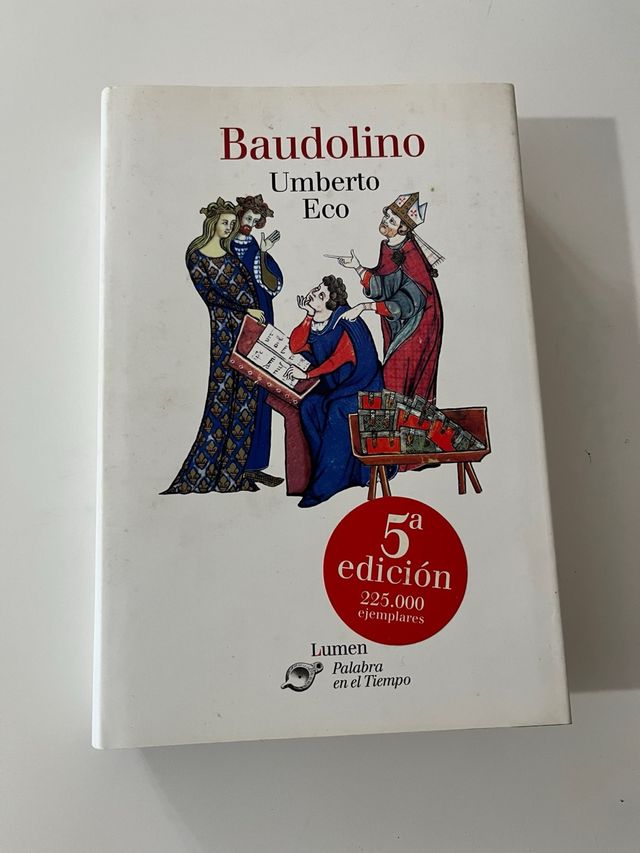 Baudolino
Umberto
Eco
5ª
edición
225.000
ejemplares
Lumen
Palabra
en el Tiempo